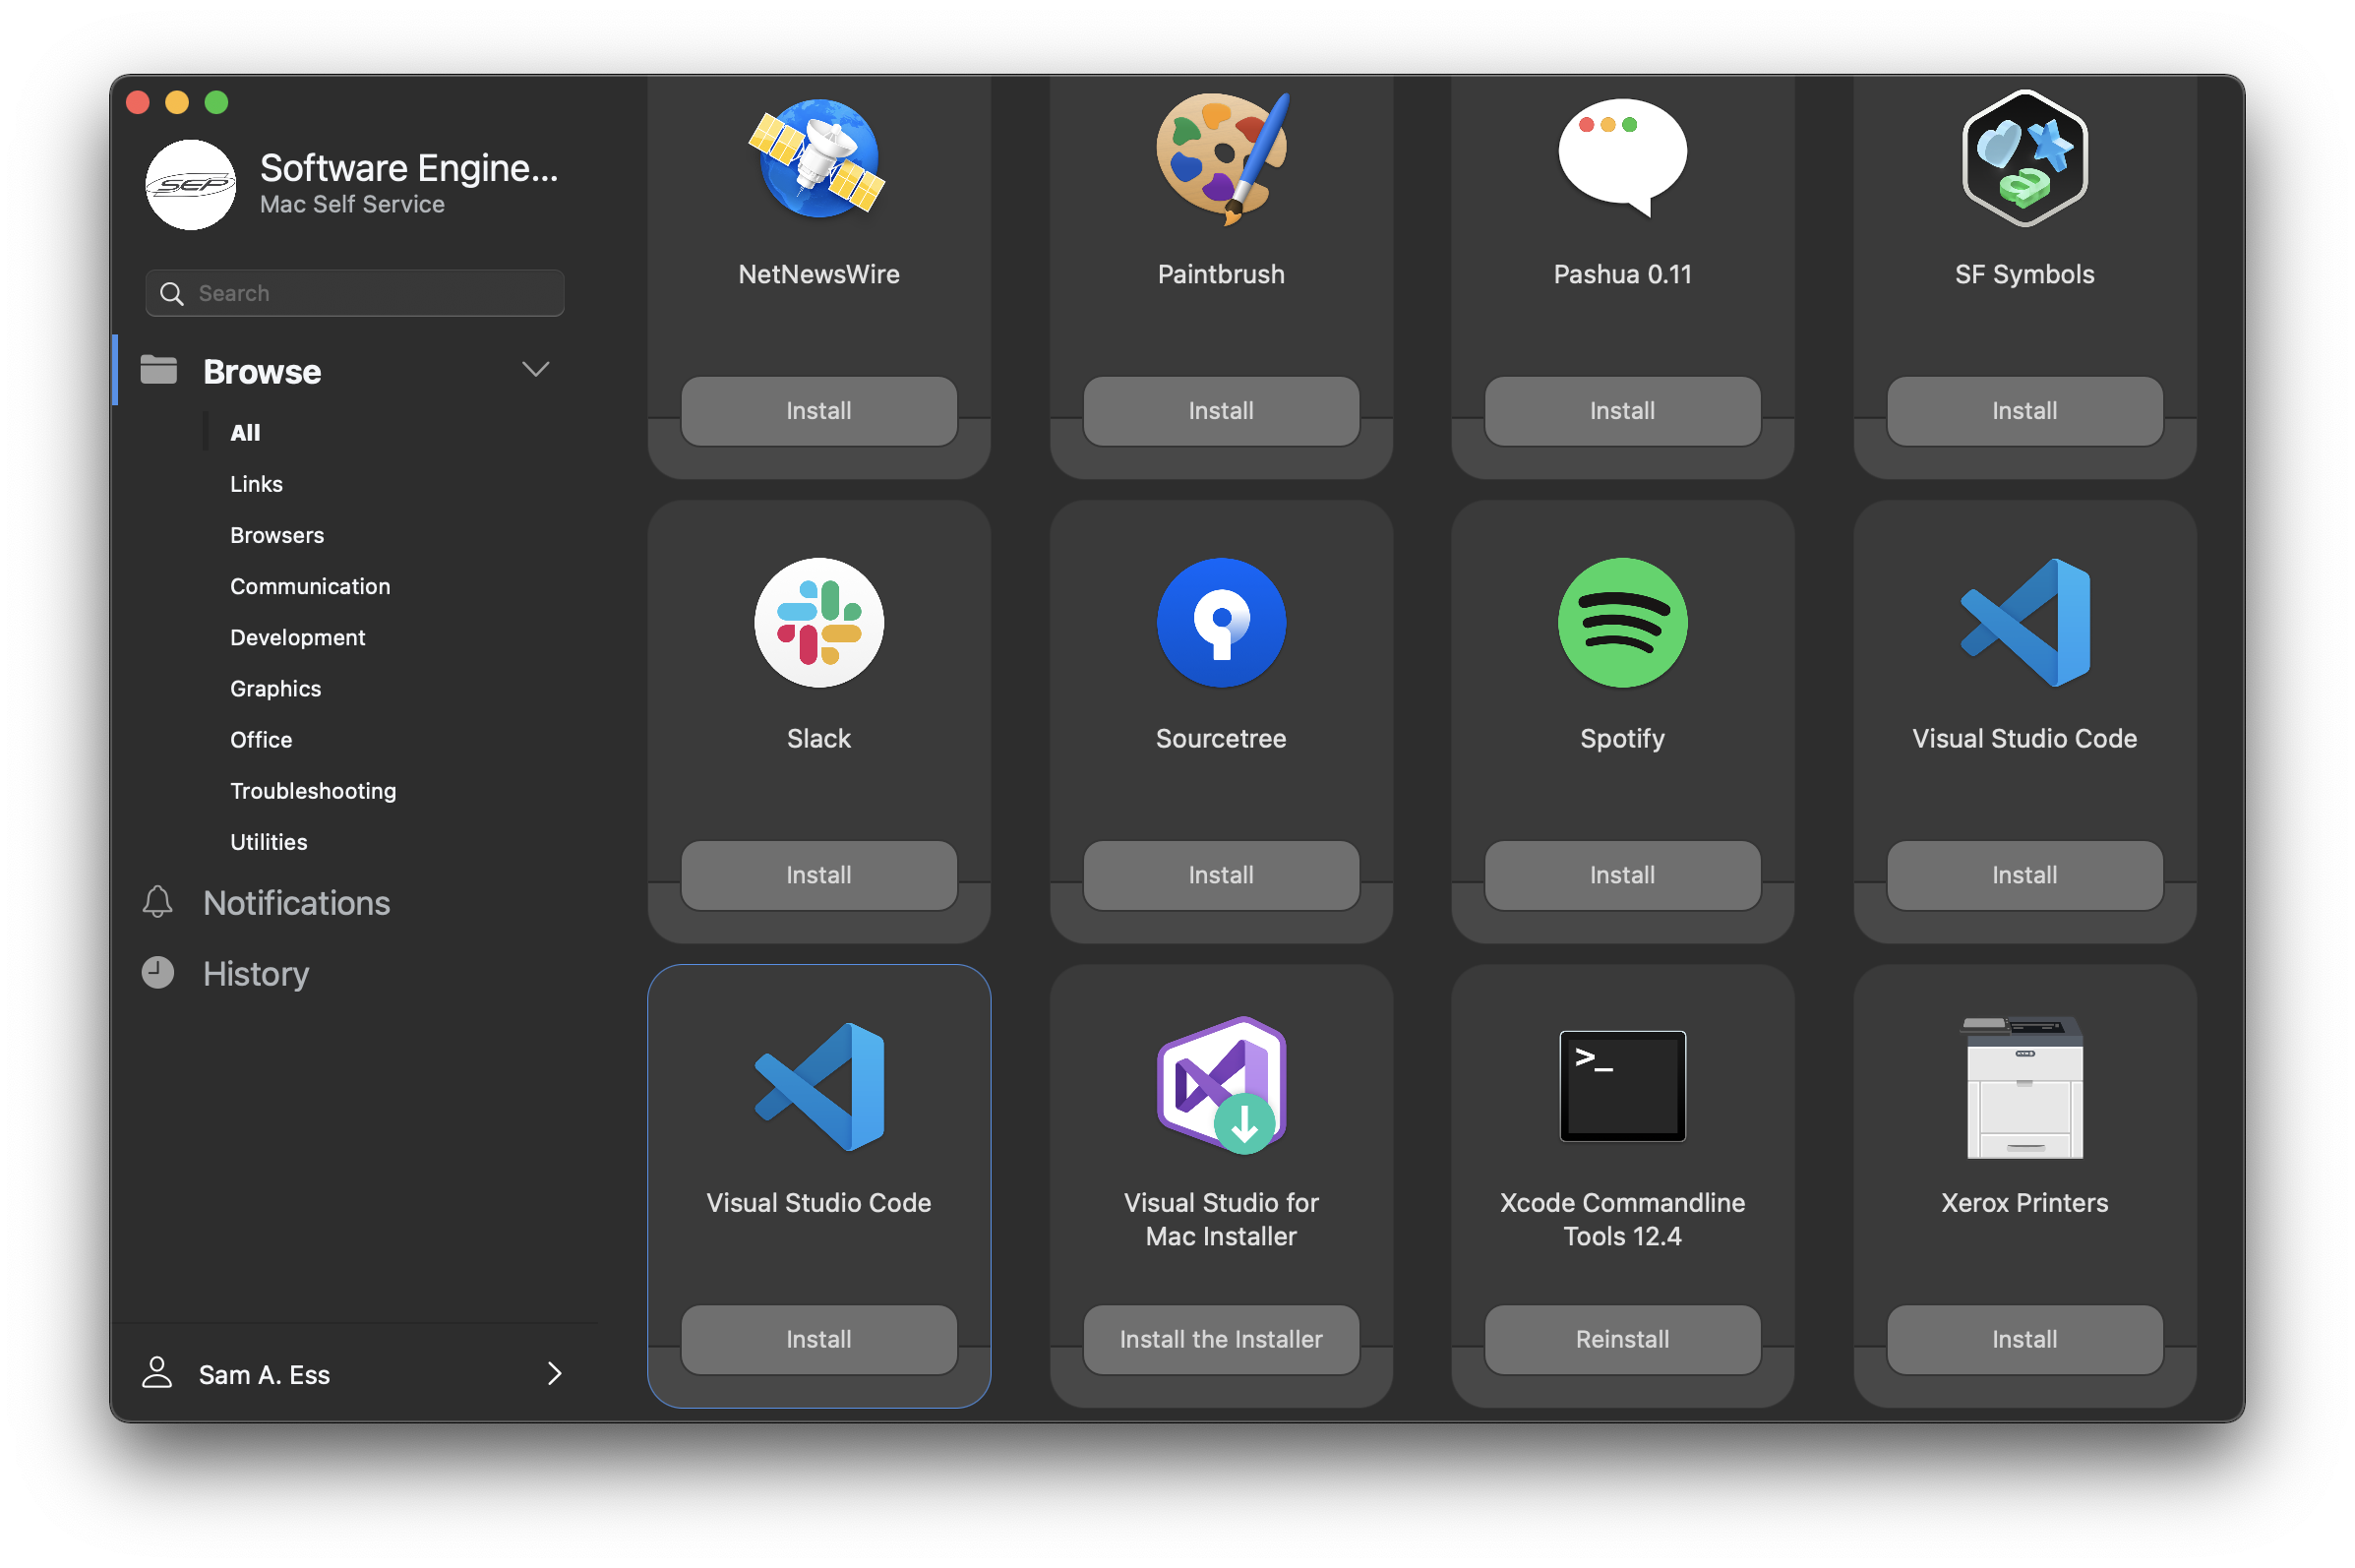 SEP
Software Engine...
Mac Self Service
Search
Browse
All
Links
Browsers
Communication
Development
Graphics
Office
Troubleshooting
Utilities
Notifications
History
Sam A. Ess
NetNewsWire
Install
Paintbrush
Install
Pashua 0.11
Install
SF Symbols
Install
Slack
Install
Sourcetree
Install
Spotify
Install
Visual Studio Code
Install
Visual Studio Code
Install
Visual Studio for
Mac Installer
Install the Installer
>_
Xcode Commandline
Tools 12.4
Reinstall
Xerox Printers
Install